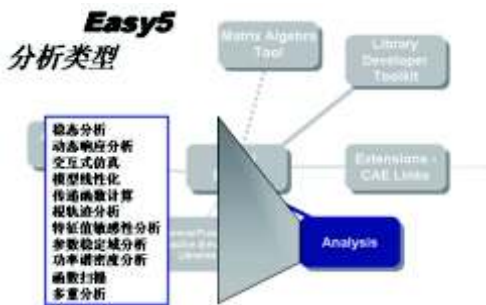 Easy5
分析类型
Matrix Algebra
Tool
Library
Developer
Toolkit
稳态分析
动态响应分析
交互式仿真
模型线性化
传递函数计算
根轨迹分析
特征值敏感性分析
参数稳定域分析
功率谱密度分析
函数扫描
多重分析
Extensions -
CAE Links
Libraries
Analysis